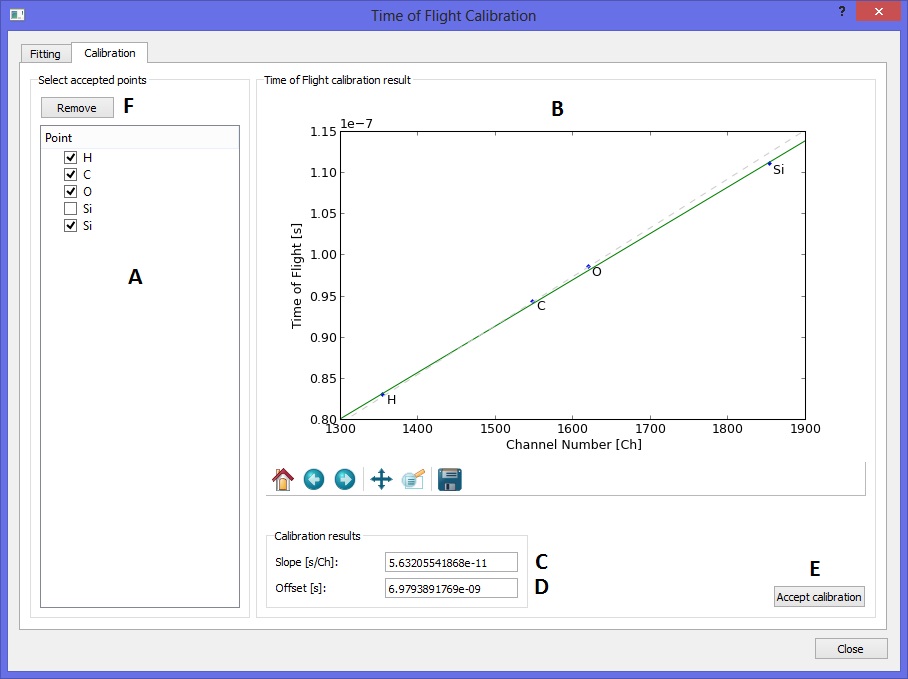 Time of Flight Calibration
?
Fitting
Calibration
Select accepted points
Remove
F
Point
H
C
O
Si
Si
A
Time of Flight calibration result
B
1e−7
1.15
1.10
1.05
1.00
0.95
0.90
0.85
0.80
Time of Flight [s]
H
C
O
Si
1300 1400 1500 1600 1700 1800 1900
Channel Number [Ch]
Calibration results
Slope [s/Ch]: 5.63205541868e-11 C
Offset [s]: 6.9793891769e-09 D
E
Accept calibration
Close